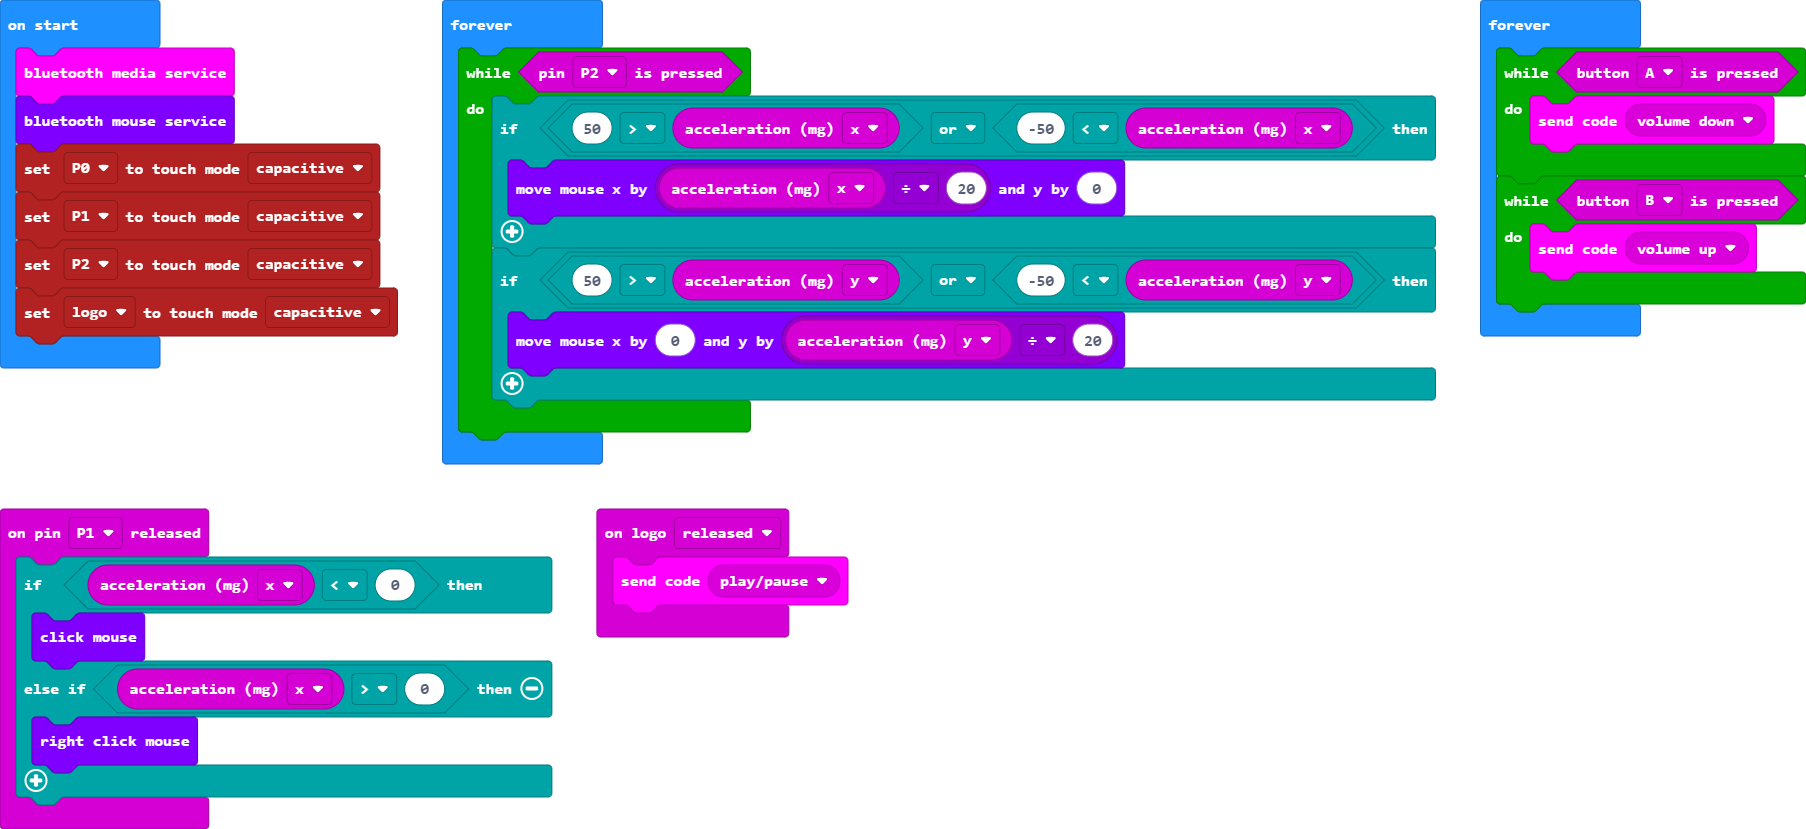 on start
bluetooth media service
bluetooth mouse service
set P0 to touch mode capacitive
set P1 to touch mode capacitive
set P2 to touch mode capacitive
set logo to touch mode capacitive
forever
while pin P2 is pressed
do
if 50 > acceleration (mg) x or -50 < acceleration (mg) x then
move mouse x by acceleration (mg) x ÷ 20 and y by 0
if 50 > acceleration (mg) y or -50 < acceleration (mg) y then
move mouse x by 0 and y by acceleration (mg) y ÷ 20
forever
while button A is pressed
do send code volume down
while button B is pressed
do send code volume up
on pin P1 released
if acceleration (mg) x < 0 then
click mouse
else if acceleration (mg) x > 0 then
right click mouse
on logo released
send code play/pause